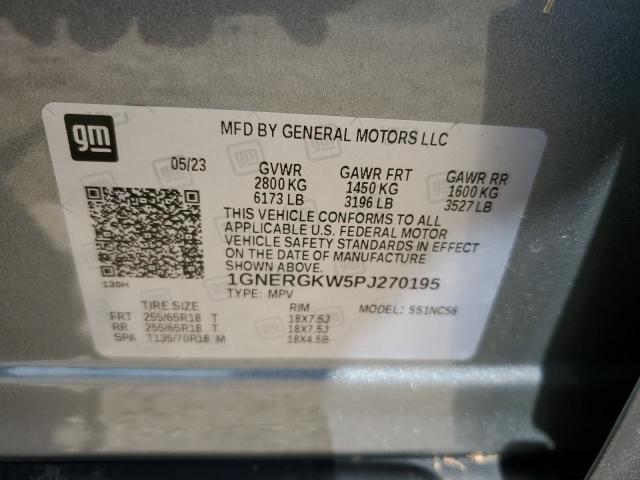 gm
MFD BY GENERAL MOTORS LLC
05/23 GVWR GAWR FRT GAWR RR
2800 KG 1450 KG 1600 KG
6173 LB 3196 LB 3527 LB
THIS VEHICLE CONFORMS TO ALL
APPLICABLE U.S. FEDERAL MOTOR
VEHICLE SAFETY STANDARDS IN EFFECT
ON THE DATE OF MANUFACTURE
SHOWN ABOVE.
139H 1GNERGKW5PJ270195
TYPE: MPV MODEL: 551NC56
TIRE SIZE RIM
FRT 255/65R18 T 18X7.5J
RR 255/65R18 T 18X7.5J
SPA T135/70R18 M 18X4.5B